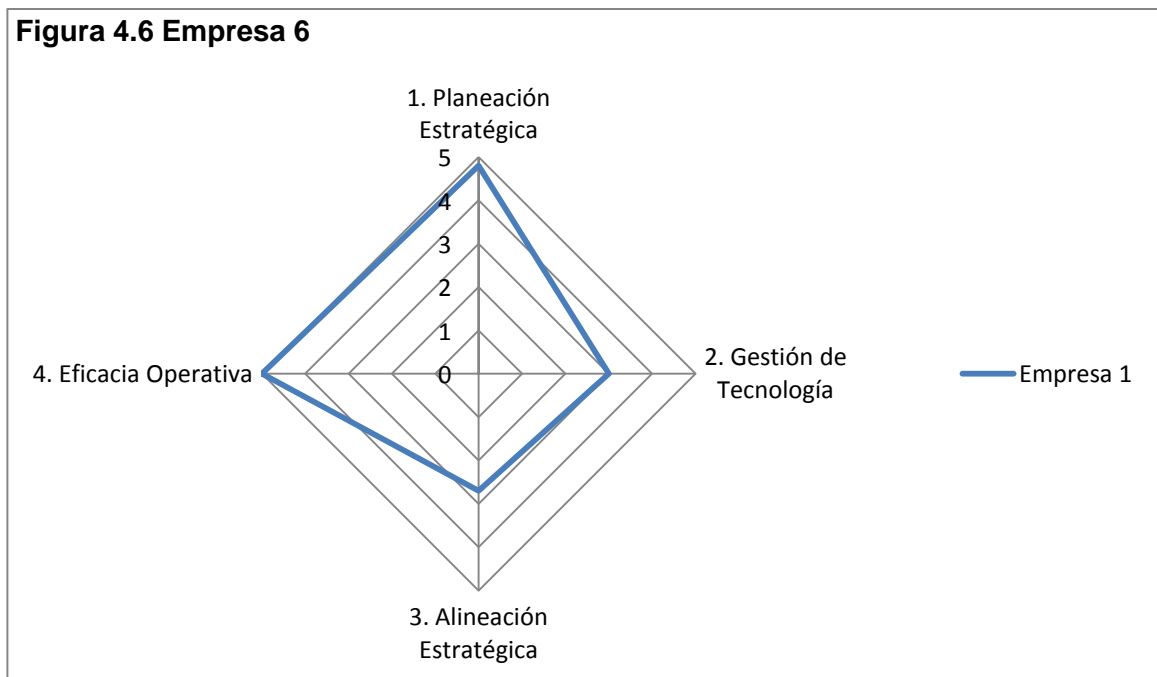 Figura 4.6 Empresa 6
1. Planeación
Estratégica
5
4
3
2
1
0
2. Gestión de
Tecnología
3. Alineación
Estratégica
4. Eficacia Operativa
Empresa 1